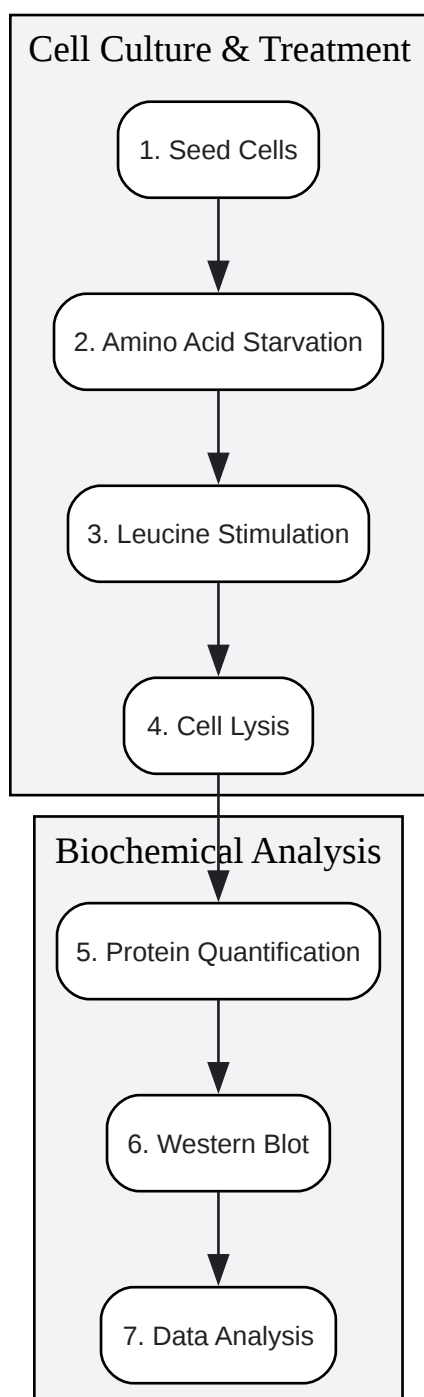 Cell Culture & Treatment
1. Seed Cells
2. Amino Acid Starvation
3. Leucine Stimulation
4. Cell Lysis
Biochemical Analysis
5. Protein Quantification
6. Western Blot
7. Data Analysis